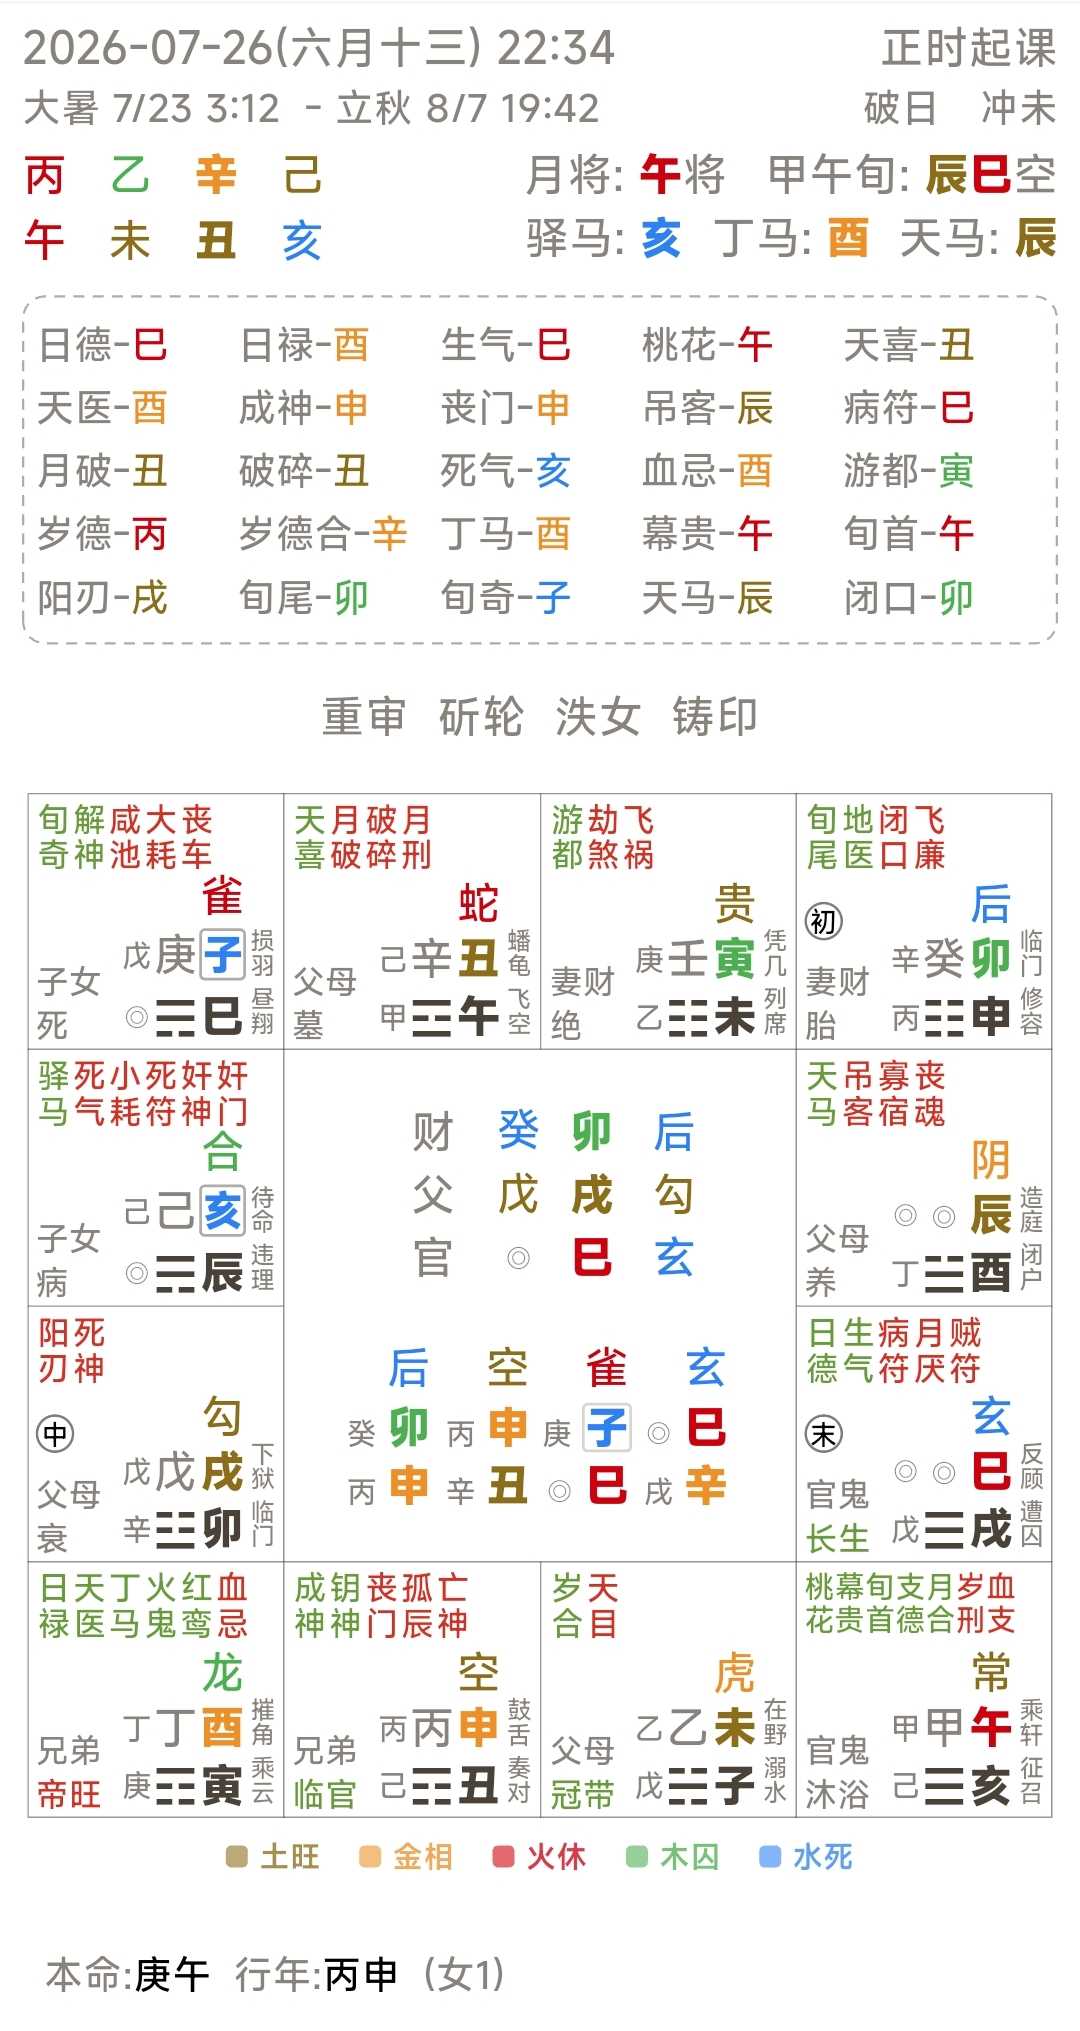 2026-07-26(六月十三) 22:34 正时起课
大暑 7/23 3:12 - 立秋 8/7 19:42 破日 冲未
丙 乙 辛 己 月将: 午将 甲午旬: 辰巳空
午 未 丑 亥 驿马: 亥 丁马: 酉 天马: 辰
日德-巳 日禄-酉 生气-巳 桃花-午 天喜-丑
天医-酉 成神-申 丧门-申 吊客-辰 病符-巳
月破-丑 破碎-丑 死气-亥 血忌-酉 游都-寅
岁德-丙 岁德合-辛 丁马-酉 幕贵-午 旬首-午
阳刃-戌 旬尾-卯 旬奇-子 天马-辰 闭口-卯
重审 斫轮 泆女 铸印
旬解咸大丧 天月破月 游劫飞 旬地闭飞
奇神池耗车 喜破碎刑 都煞祸 尾医口廉
雀 蛇 贵 后
初
戊庚子 损羽 己辛丑 蟠龟 庚壬寅 凭几 辛癸卯 临门
子女 父母 妻财 妻财
死 ◎☴巳 昼翔 墓 甲☲午 飞空 绝 乙☷未 列席 胎 丙☷申 修容
驿死小死奸奸 天吊寡丧
马气耗符神门 马客宿魂
合 财 癸 卯 后 阴
己己亥 待命 父 戊 戌 勾 ◎◎辰 造庭
子女 父母
病 ◎☴辰 违理 官 ◎ 巳 玄 养 丁☱酉 闭户
阳死 日生病月贼
刃神 德气符厌符
后 空 雀 玄
勾 玄
中 末
戊戊戌 下狱 癸 卯 丙 申 庚 子 ◎ 巳 ◎◎巳 反顾
父母 官鬼
衰 辛☳卯 临门 丙 申 辛 丑 ◎ 巳 戌 辛 长生 戊☰戌 遭囚
日天丁火红血 成钥丧孤亡 岁天 桃幕旬支月岁血
禄医马鬼鸾忌 神神门辰神 合目 花贵首德合刑支
龙 空 虎 常
丁丁酉 摧角 丙丙申 鼓舌 乙乙未 在野 甲甲午 乘轩
兄弟 兄弟 父母 官鬼
帝旺 庚☳寅 乘云 临官 己☶丑 奏对 冠带 戊☵子 溺水 沐浴 己☰亥 征召
土旺 金相 火休 木囚 水死
本命:庚午 行年:丙申 (女1)